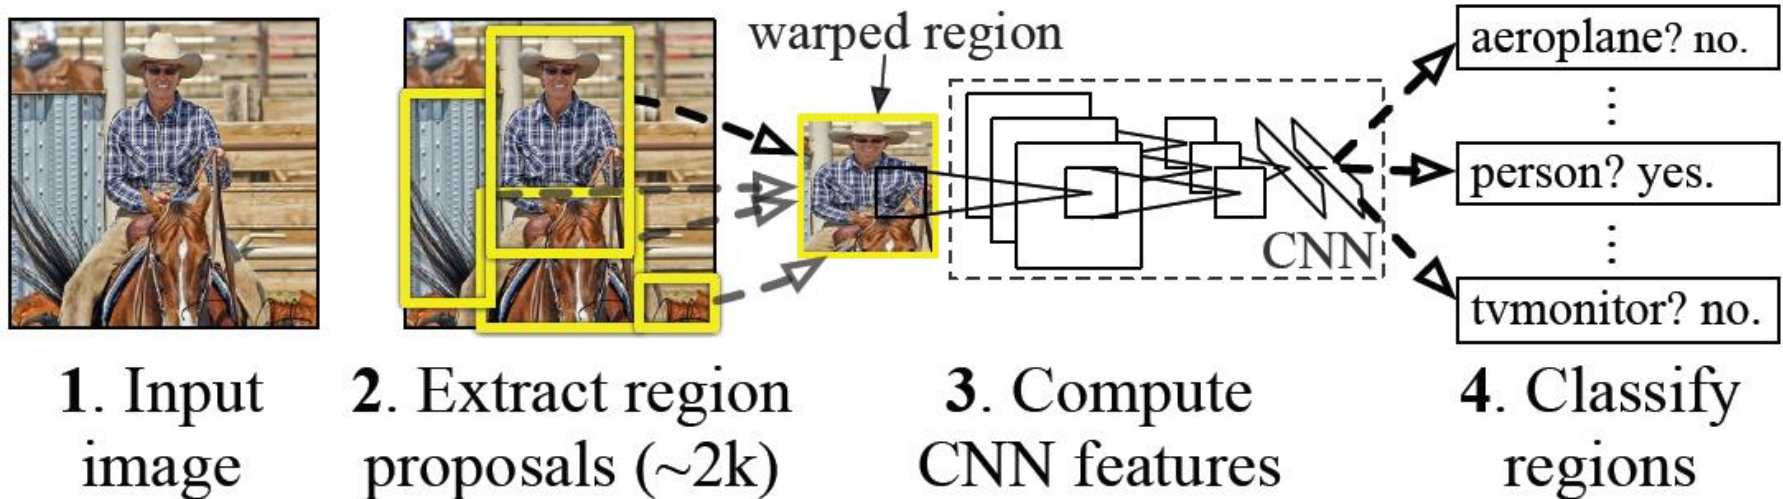 warped region
aeroplane? no.
⋮
person? yes.
⋮
CNN
tvmonitor? no.
1. Input
image
2. Extract region
proposals (~2k)
3. Compute
CNN features
4. Classify
regions